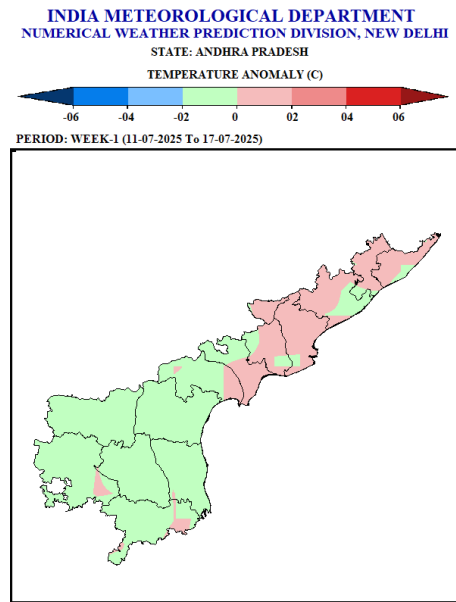 INDIA METEOROLOGICAL DEPARTMENT
NUMERICAL WEATHER PREDICTION DIVISION, NEW DELHI
STATE: ANDHRA PRADESH
TEMPERATURE ANOMALY (C)
-06 -04 -02 0 02 04 06
PERIOD: WEEK-1 (11-07-2025 To 17-07-2025)